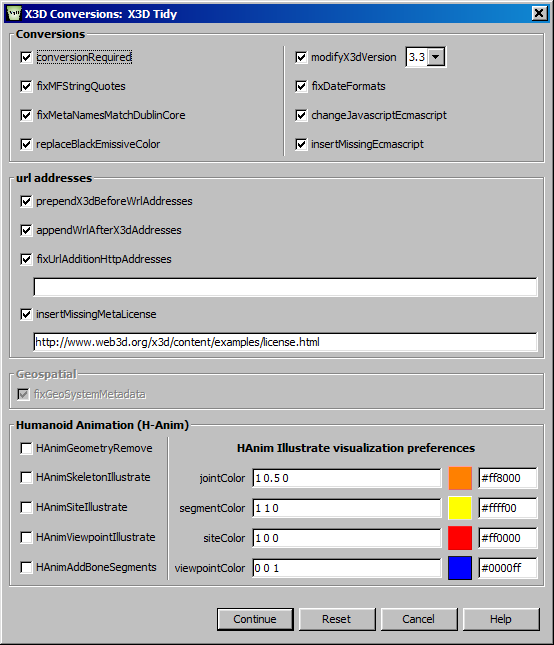 X3D Conversions: X3D Tidy
Conversions
conversionRequired
modifyX3dVersion 3.3
fixMFStringQuotes
fixDateFormats
fixMetaNamesMatchDublinCore
changeJavascriptEcmascript
replaceBlackEmissiveColor
insertMissingEcmascript
url addresses
prependX3dBeforeWrlAddresses
appendWrlAfterX3dAddresses
fixUrlAdditionHttpAddresses
insertMissingMetaLicense
http://www.web3d.org/x3d/content/examples/license.html
Geospatial
fixGeoSystemMetadata
Humanoid Animation (H-Anim)
HAnimGeometryRemove
HAnim Illustrate visualization preferences
HAnimSkeletonIllustrate
jointColor 1 0.5 0 #ff8000
HAnimSiteIllustrate
segmentColor 1 1 0 #ffff00
HAnimViewpointIllustrate
siteColor 1 0 0 #ff0000
HAnimAddBoneSegments
viewpointColor 0 0 1 #0000ff
Continue Reset Cancel Help